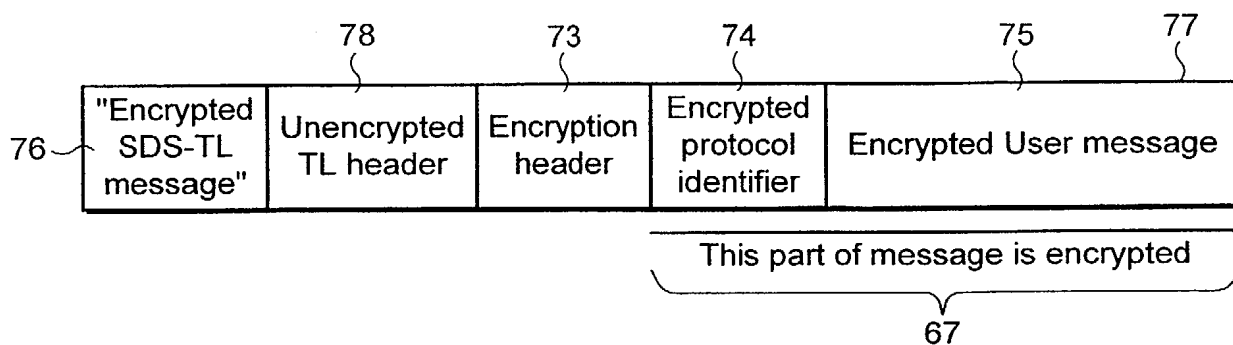 78
73
74
75
77
76
"Encrypted
SDS-TL
message"
Unencrypted
TL header
Encryption
header
Encrypted
protocol
identifier
Encrypted User message
This part of message is encrypted
67